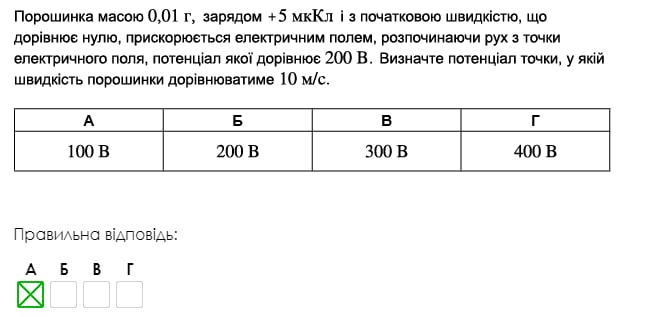 Порошинка масою 0,01 г, зарядом +5 мкКл і з початковою швидкістю, що
дорівнює нулю, прискорюється електричним полем, розпочинаючи рух з точки
електричного поля, потенціал якої дорівнює 200 В. Визначте потенціал точки, у якій
швидкість порошинки дорівнюватиме 10 м/с.
А Б В Г
100 В 200 В 300 В 400 В
Правильна відповідь:
А Б В Г